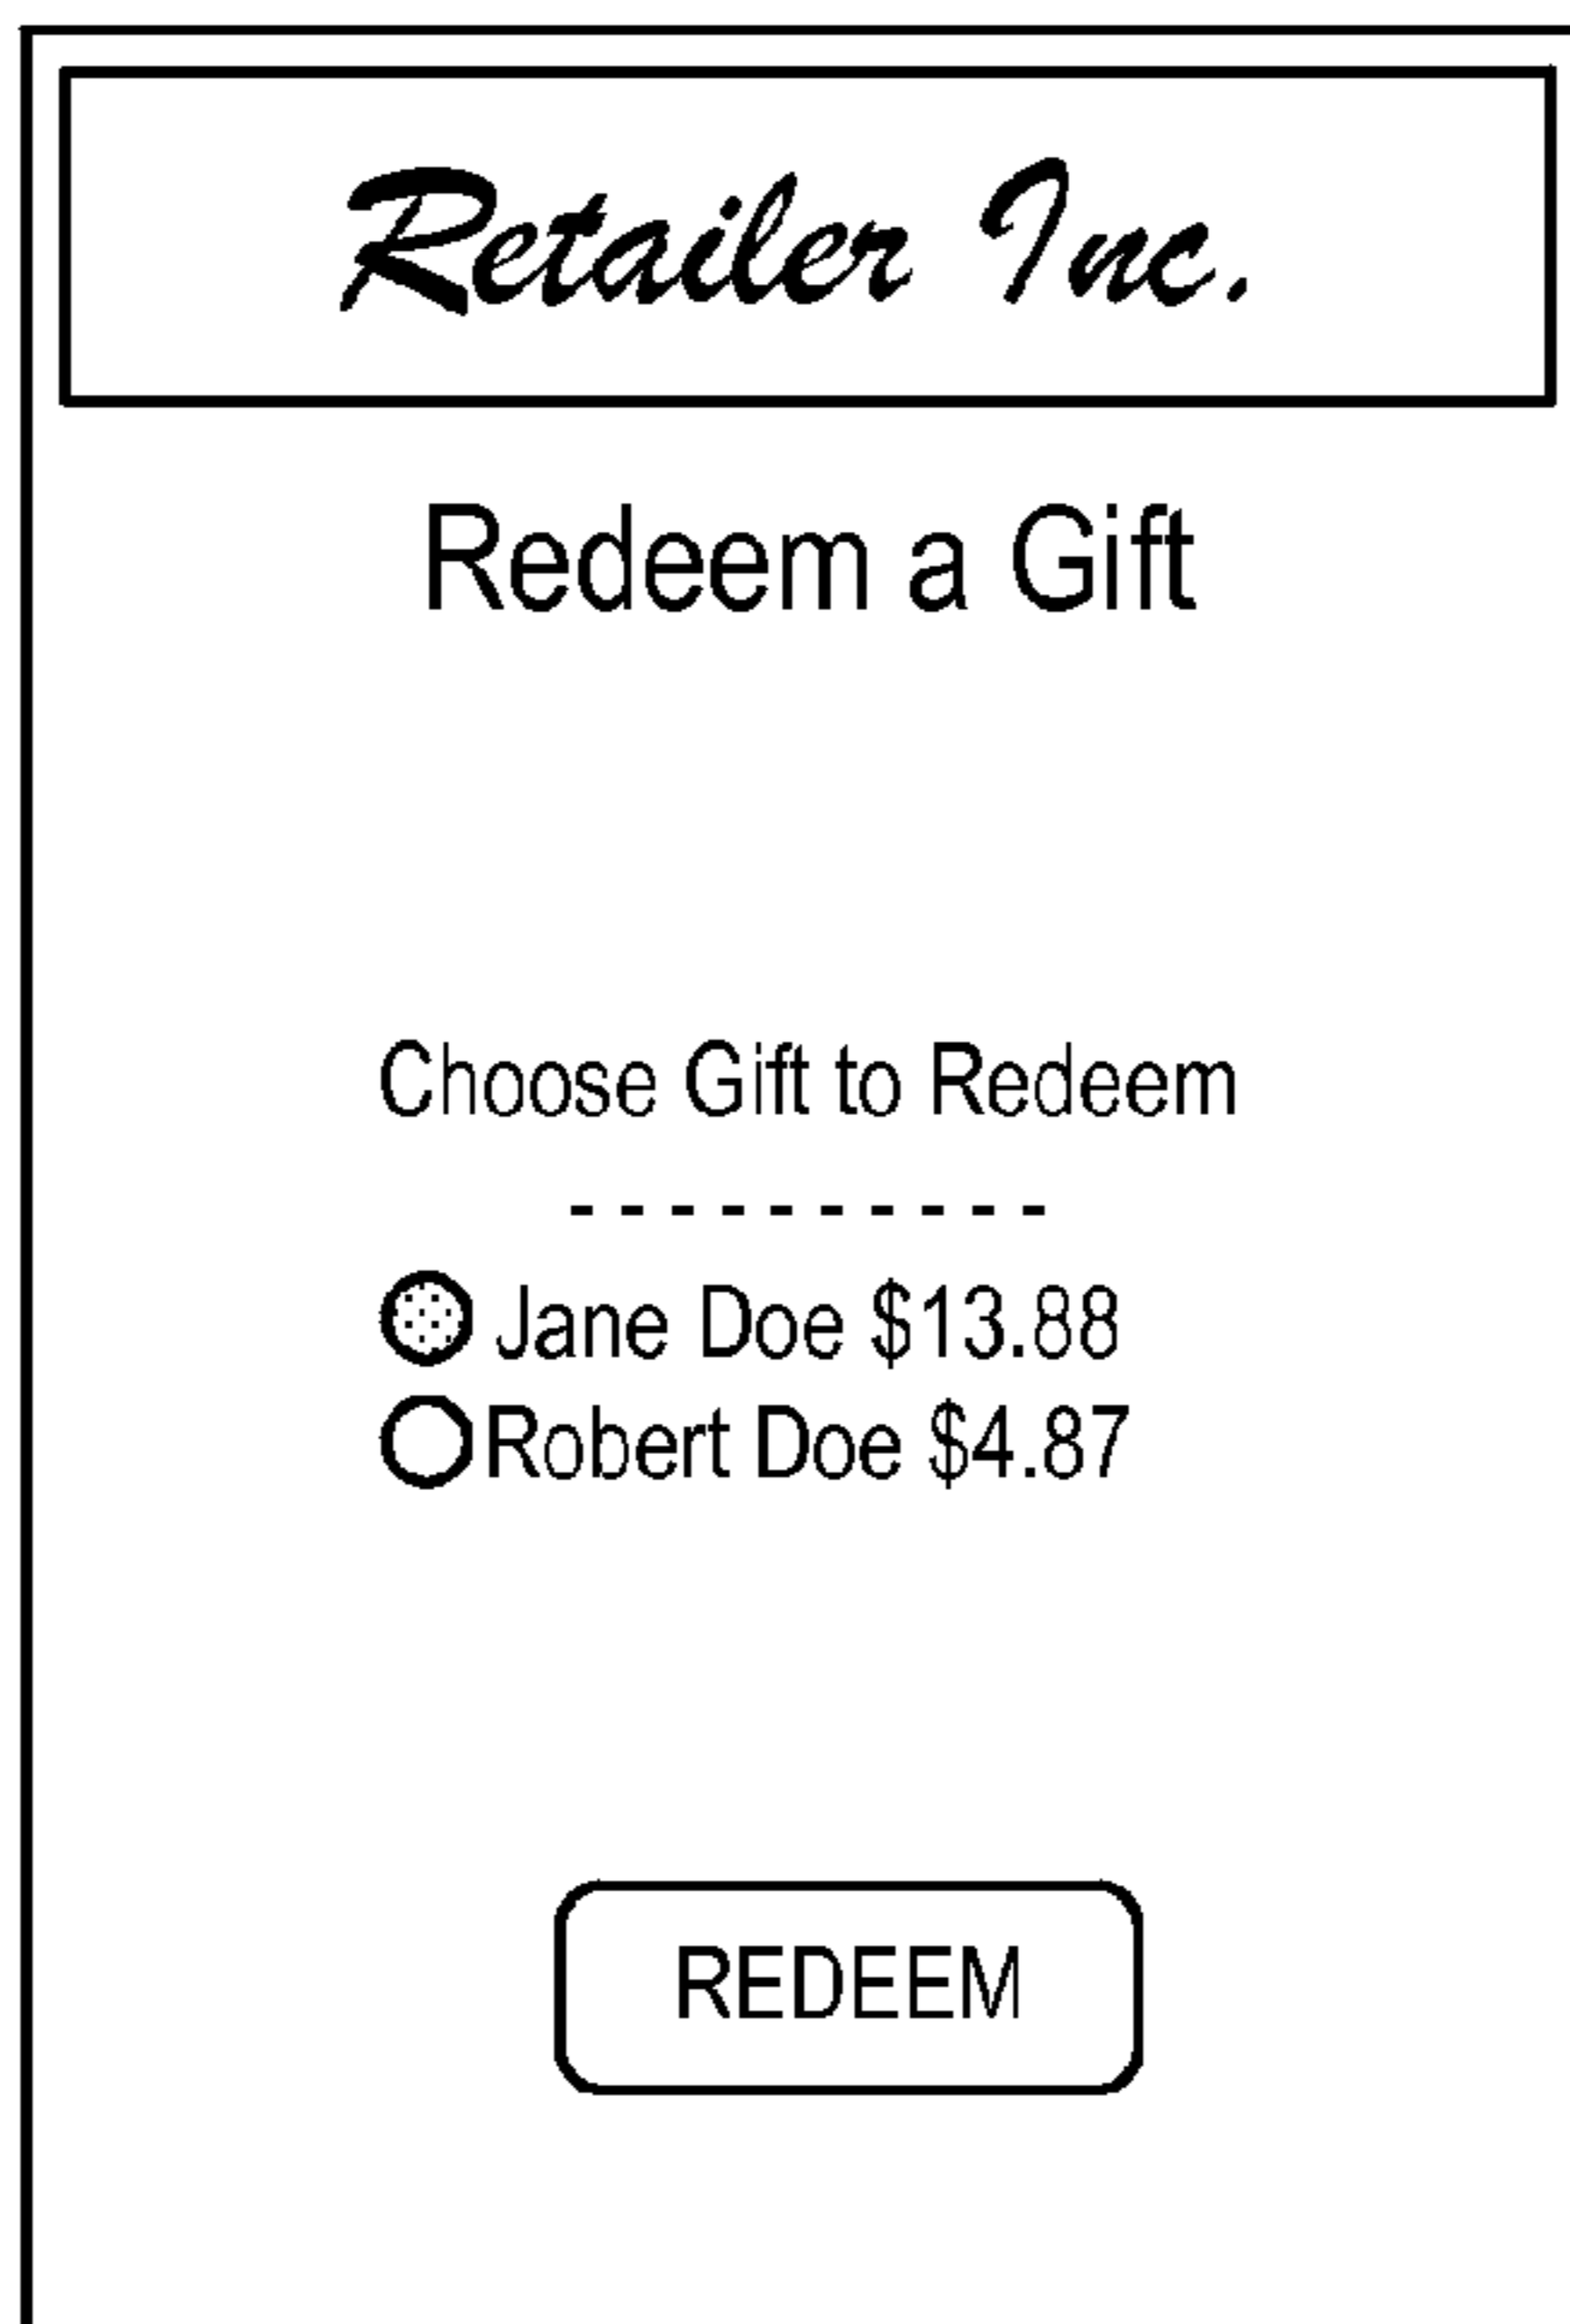 Retailer Inc.
Redeem a Gift
Choose Gift to Redeem
- - - - - - - - - -
Jane Doe $13.88
Robert Doe $4.87
REDEEM